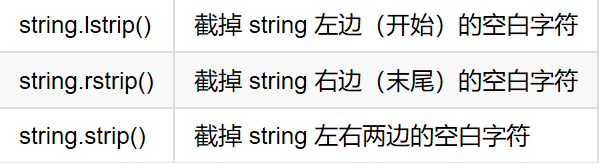 string.lstrip() 截掉 string 左边（开始）的空白字符
string.rstrip() 截掉 string 右边（末尾）的空白字符
string.strip() 截掉 string 左右两边的空白字符